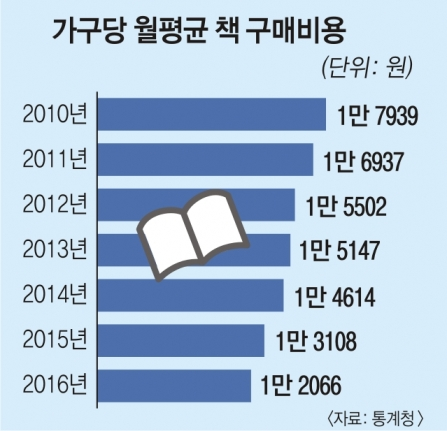 가구당 월평균 책 구매비용
(단위: 원)
2010년 1만 7939
2011년 1만 6937
2012년 1만 5502
2013년 1만 5147
2014년 1만 4614
2015년 1만 3108
2016년 1만 2066
〈자료: 통계청〉